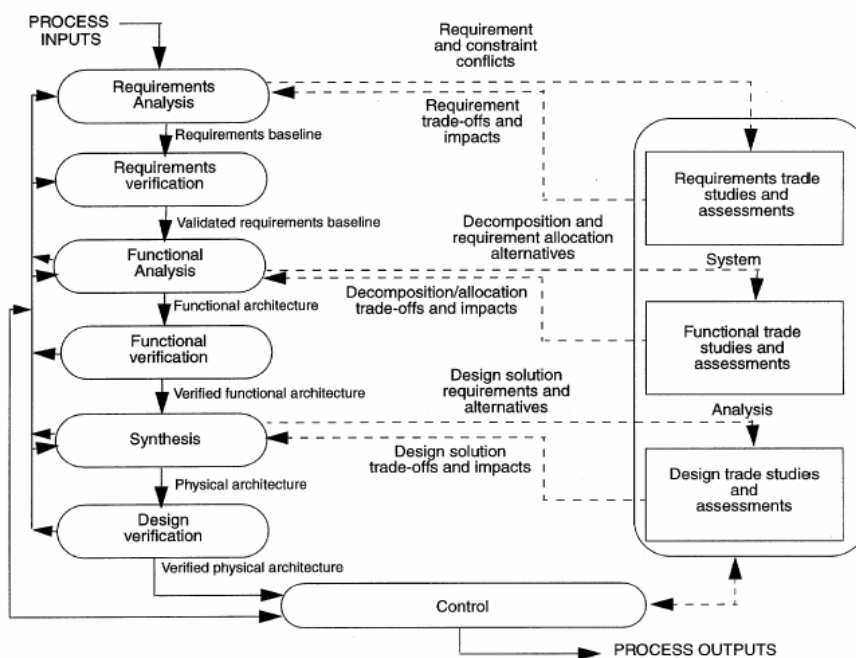 PROCESS
INPUTS
Requirement
and constraint
conflicts
Requirements
Analysis
Requirement
trade-offs and
impacts
Requirements baseline
Requirements
verification
Requirements trade
studies and
assessments
Validated requirements baseline
Decomposition and
requirement allocation
alternatives
Functional
Analysis
System
Functional architecture
Decomposition/allocation
trade-offs and impacts
Functional
verification
Functional trade
studies and
assessments
Verified functional architecture
Design solution
requirements and
alternatives
Analysis
Synthesis
Design solution
trade-offs and impacts
Physical architecture
Design trade studies
and
assessments
Design
verification
Verified physical architecture
Control
PROCESS OUTPUTS